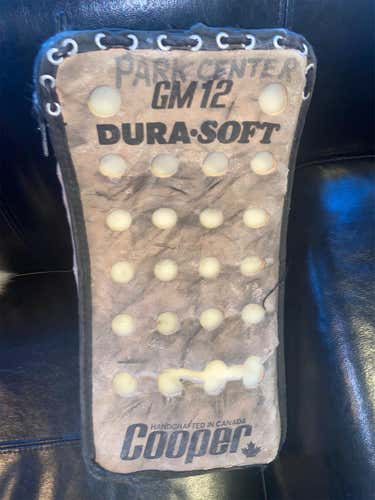 PARK CENTER
GM 12
DURA·SOFT
HANDCRAFTED IN CANADA
Cooper